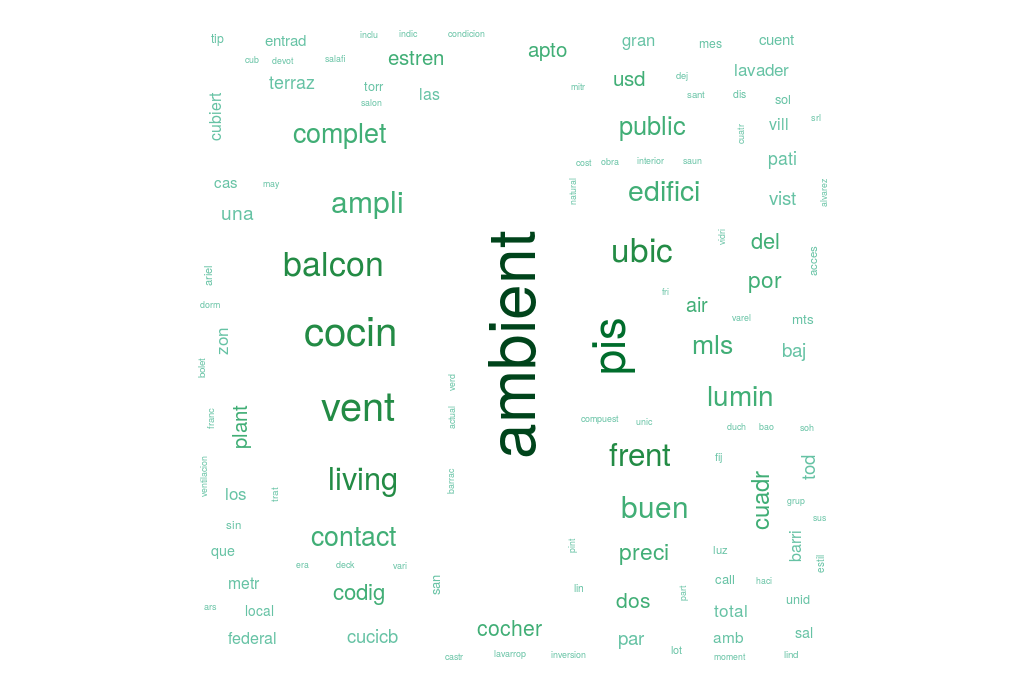 tip entrad inclu indic condicion apto gran mes cuent
cub devot salafi estren usd dej lavader
terraz torr las mitr sant dis sol
cubiert salon public cuatr vill srl
complet cost obra interior saun pati
cas may natural edifici vist alvarez
una ampli vidri del
balcon ubic acces
ariel por
dorm fri air varel mts
zon cocin ambient pis mls baj
bolet verd lumin
franc plant vent actual compuest unic duch bao soh
ventilacion living barrac frent fij tod
los trat cuadr grup
sin buen sus
que contact pint preci luz barri estil
era deck vari
metr codig san lin part call haci
ars local dos total unid
federal cucicb cocher par amb sal
castr lavarrop inversion lot moment lind